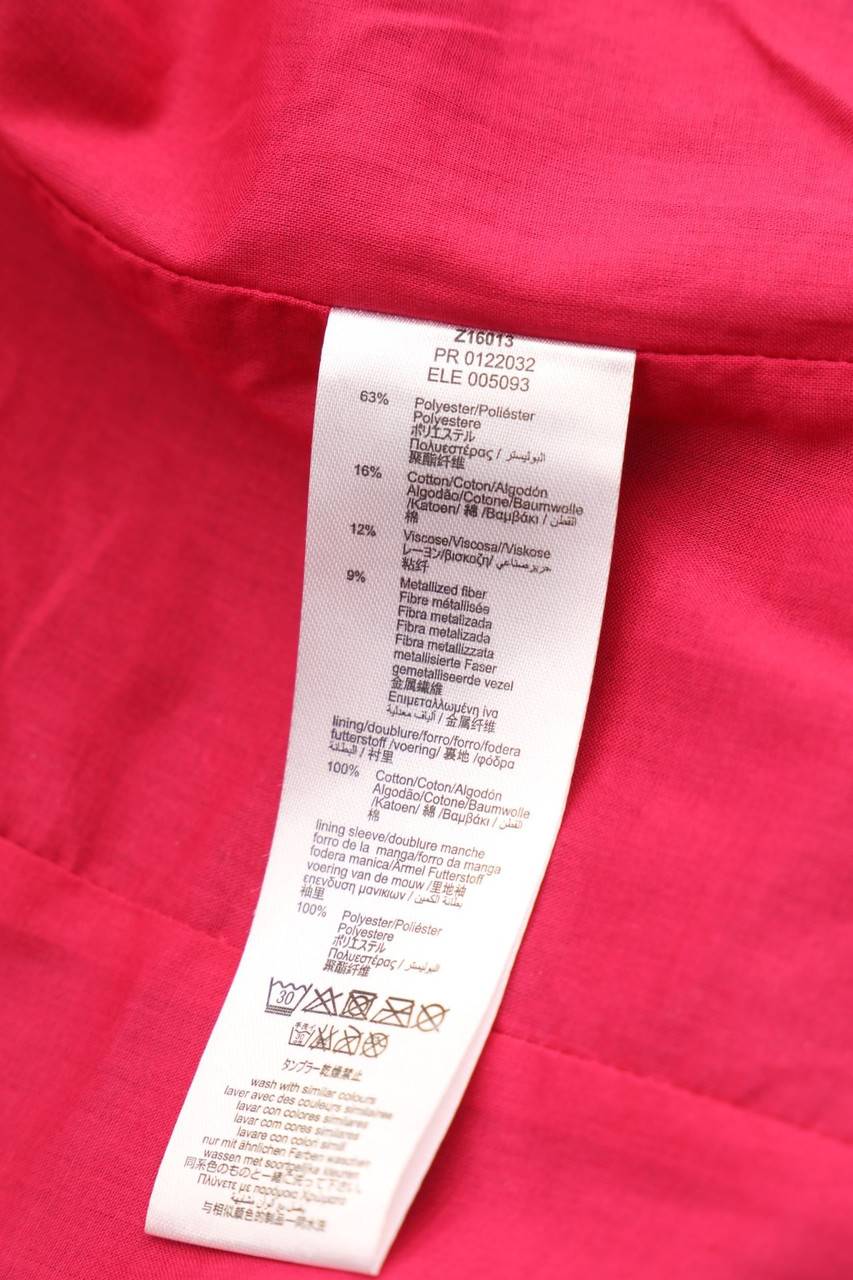 Z16013
PR 0122032
ELE 005093
63% Polyester/Poliéster
Polyestere
ポリエステル
Πολυεστέρας / البوليستر
聚酯纤维
16% Cotton/Coton/Algodón
Algodão/Cotone/Baumwolle
/Katoen/ 綿 /Βαμβάκι / القطن
棉
12% Viscose/Viscosa//Viskose
レーヨン/βισκαζη/ حرير صناعي
粘纤
9% Metallized fiber
Fibre métallisée
Fibra metalizada
Fibra metalizada
Fibra metallizzata
metallisierte Faser
gemetalliseerde vezel
金属繊維
Επιμεταλλωμένη ίνα
ألياف معدنية / 金属纤维
lining/doublure/forro/forro/fodera
futterstoff /voering/ 裏地 /φόδρα
البطانة / 衬里
100% Cotton/Coton/Algodón
Algodão/Cotone/Baumwolle
/Katoen/ 綿 /Βαμβάκι / القطن
棉
lining sleeve/doublure manche
forro de la manga/forro da manga
fodera manica/Ärmel Futterstoff
voering van de mouw /里地袖
επενδυση μανικιων / بطانة الكمين
袖里
100% Polyester/Poliéster
Polyestere
ポリエステル
Πολυεστέρας / البوليستر
聚酯纤维
30
タンブラー乾燥禁止
wash with similar colours
laver avec des couleurs similaires
lavar con colores similares
lavar com cores similares
lavare con colori simili
nur mit ähnlichen Farben waschen
wassen met soortgelijke kleuren
同系色のものと一緒に洗って下さい
Πλύνετε με παρόμοια Χρώματα
与相似颜色的制品一同水洗